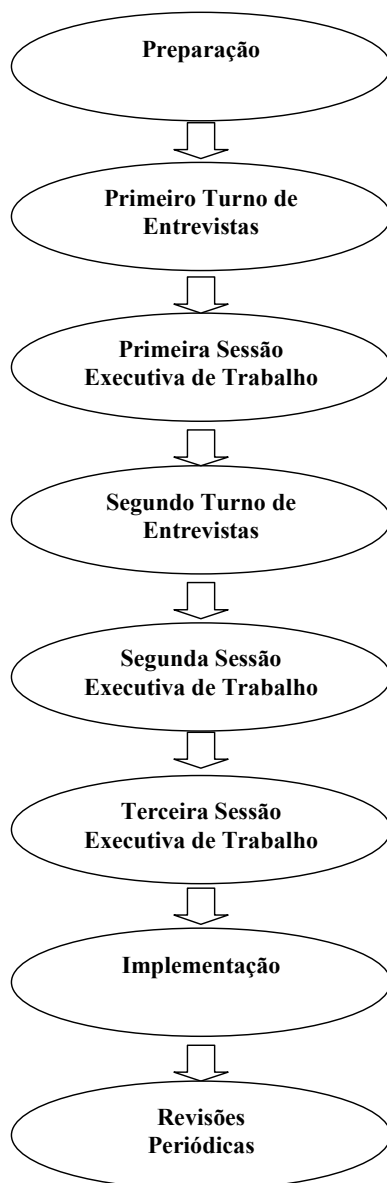 Preparação
Primeiro Turno de
Entrevistas
Primeira Sessão
Executiva de Trabalho
Segundo Turno de
Entrevistas
Segunda Sessão
Executiva de Trabalho
Terceira Sessão
Executiva de Trabalho
Implementação
Revisões
Periódicas